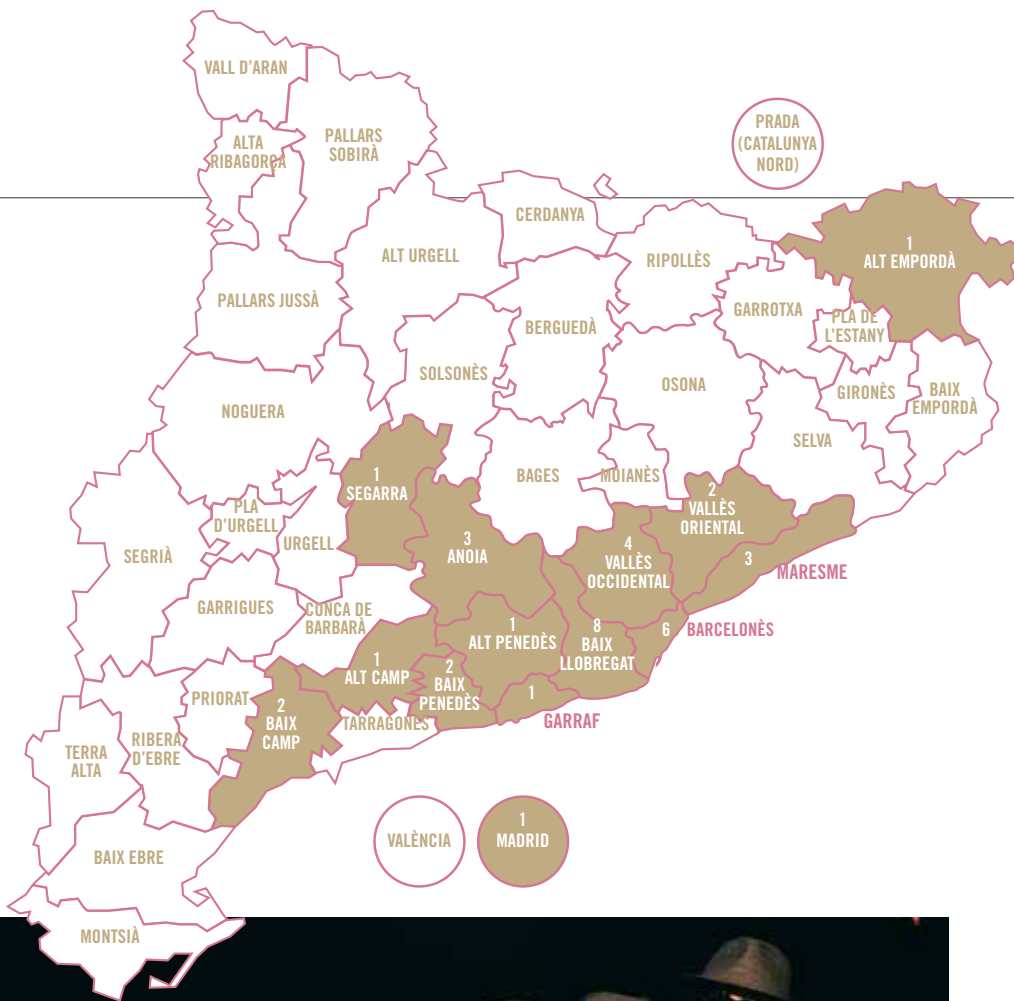 VALL D'ARAN
PRADA
(CATALUNYA
NORD)
ALTA
RIBAGORÇA
PALLARS
SOBIRÀ
CERDANYA
1
ALT EMPORDÀ
ALT URGELL
RIPOLLÈS
PALLARS JUSSÀ
GARROTXA
PLA DE
L'ESTANY
BERGUEDÀ
SOLSONÈS
OSONA
GIRONÈS
BAIX
EMPORDÀ
NOGUERA
SELVA
BAGES
MOIANÈS
1
SEGARRA
2
VALLÈS
ORIENTAL
PLA
D'URGELL
URGELL
SEGRIÀ
3
ANOIA
4
VALLÈS
OCCIDENTAL
3
MARESME
GARRIGUES
CONCA DE
BARBARÀ
1
ALT PENEDÈS
8
BAIX
LLOBREGAT
6
BARCELONÈS
1
ALT CAMP
2
BAIX
PENEDÈS
1
GARRAF
PRIORAT
2
BAIX
CAMP
TARRAGONÈS
RIBERA
D'EBRE
TERRA
ALTA
VALÈNCIA
1
MADRID
BAIX EBRE
MONTSIÀ